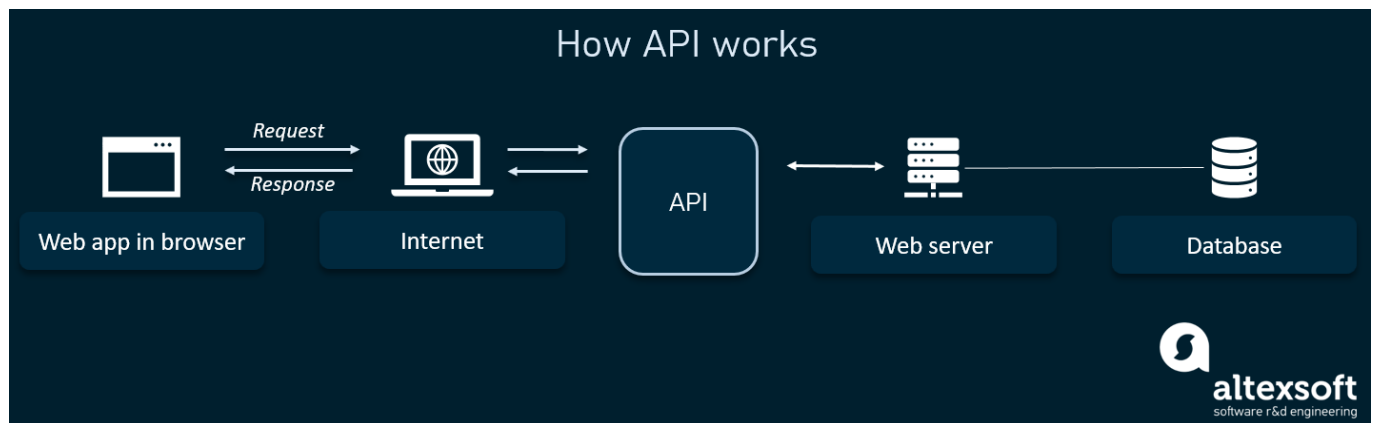 How API works
Request
Response
API
Web app in browser
Internet
Web server
Database
altexsoft
software r&d engineering